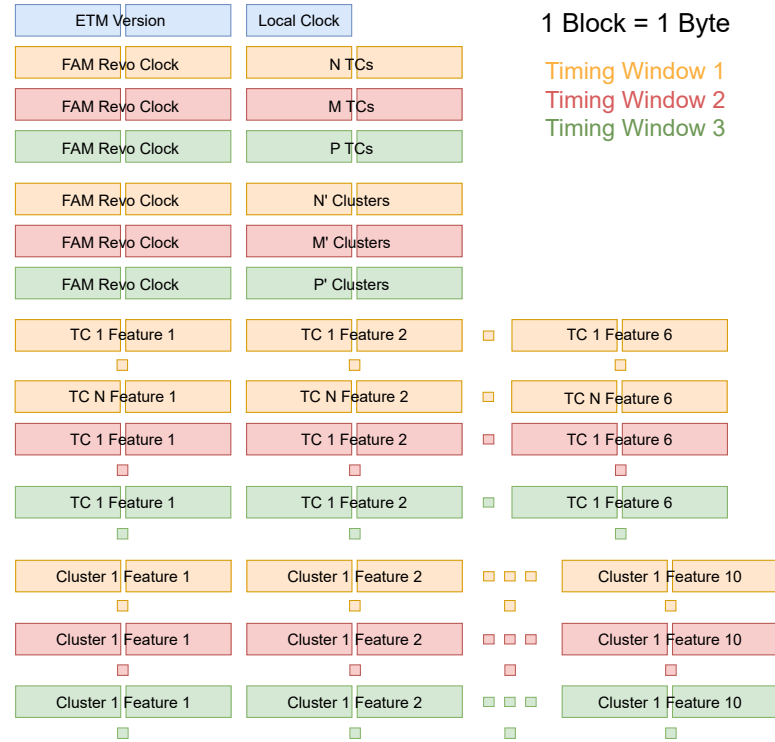 ETM Version Local Clock 1 Block = 1 Byte
FAM Revo Clock N TCs Timing Window 1
FAM Revo Clock M TCs Timing Window 2
FAM Revo Clock P TCs Timing Window 3
FAM Revo Clock N' Clusters
FAM Revo Clock M' Clusters
FAM Revo Clock P' Clusters
TC 1 Feature 1 TC 1 Feature 2 TC 1 Feature 6
TC N Feature 1 TC N Feature 2 TC N Feature 6
TC 1 Feature 1 TC 1 Feature 2 TC 1 Feature 6
TC 1 Feature 1 TC 1 Feature 2 TC 1 Feature 6
Cluster 1 Feature 1 Cluster 1 Feature 2 Cluster 1 Feature 10
Cluster 1 Feature 1 Cluster 1 Feature 2 Cluster 1 Feature 10
Cluster 1 Feature 1 Cluster 1 Feature 2 Cluster 1 Feature 10